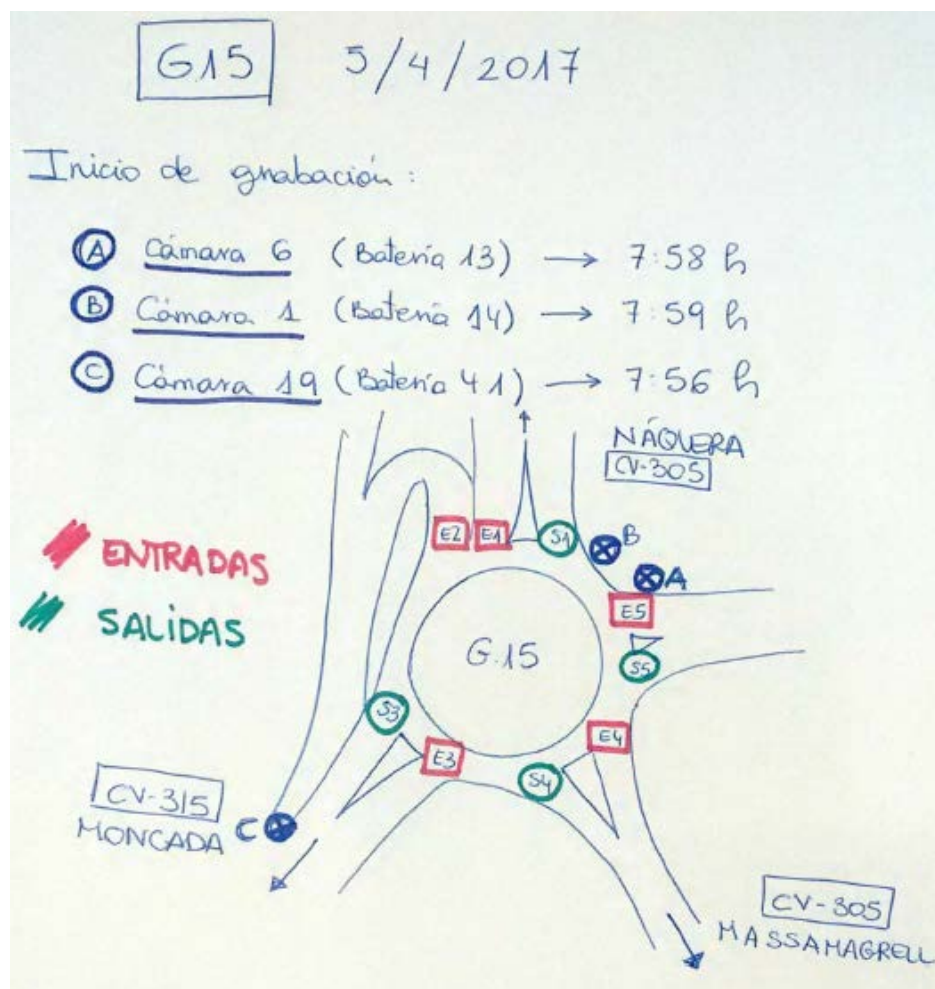 G15 5/4/2017
Inicio de grabación:
A Cámara 6 (Batería 13) → 7:58 h
B Cámara 1 (Batería 14) → 7:59 h
C Cámara 19 (Batería 41) → 7:56 h
NÁQUERA
CV-305
ENTRADAS
SALIDAS
E2 E1 S1 B
A
E5
G.15
S5
S3
E4
E3
S4
CV-315
MONCADA C
CV-305
MASSAMAGRELL